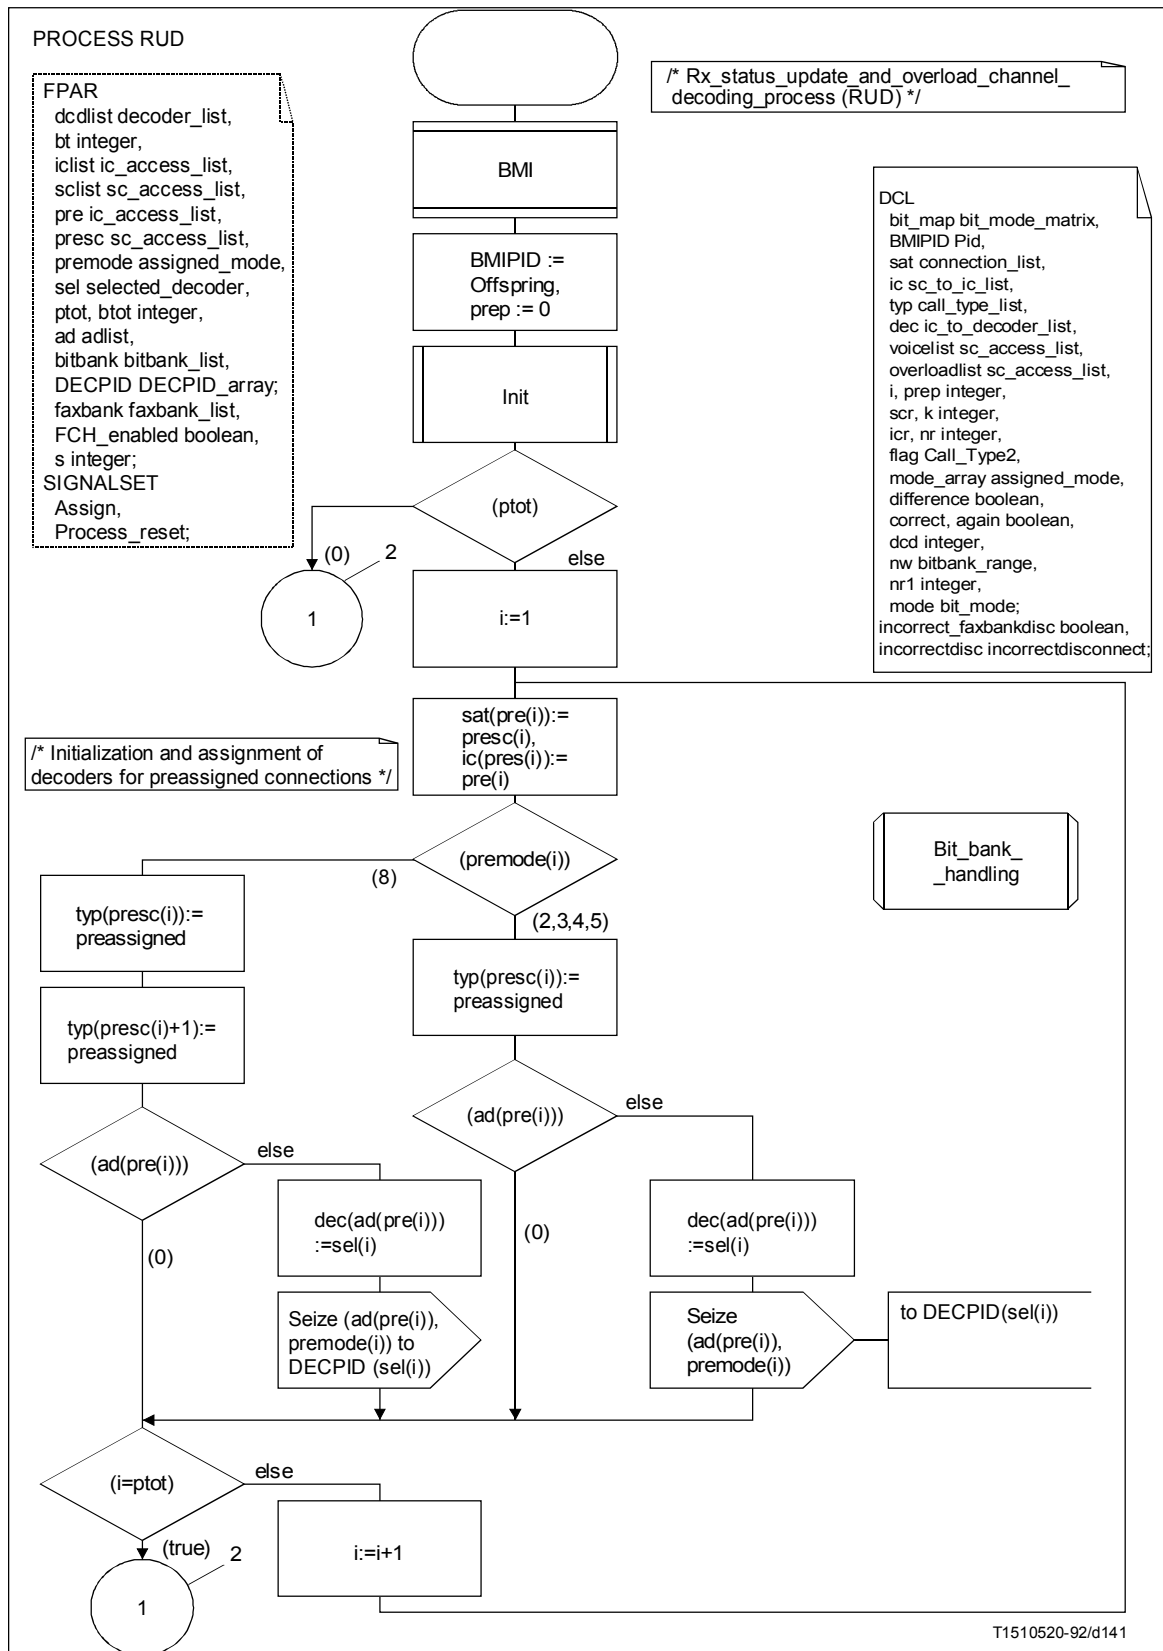 PROCESS RUD
/* Rx_status_update_and_overload_channel_
decoding_process (RUD) */
FPAR
dcdlist decoder_list,
bt integer,
iclist ic_access_list,
sclist sc_access_list,
pre ic_access_list,
presc sc_access_list,
premode assigned_mode,
sel selected_decoder,
ptot, btot integer,
ad adlist,
bitbank bitbank_list,
DECPID DECPID_array;
faxbank faxbank_list,
FCH_enabled boolean,
s integer;
SIGNALSET
Assign,
Process_reset;
BMI
BMIPID :=
Offspring,
prep := 0
Init
DCL
bit_map bit_mode_matrix,
BMIPID Pid,
sat connection_list,
ic sc_to_ic_list,
typ call_type_list,
dec ic_to_decoder_list,
voicelist sc_access_list,
overloadlist sc_access_list,
i, prep integer,
scr, k integer,
icr, nr integer,
flag Call_Type2,
mode_array assigned_mode,
difference boolean,
correct, again boolean,
dcd integer,
nw bitbank_range,
nr1 integer,
mode bit_mode;
incorrect_faxbankdisc boolean,
incorrectdisc incorrectdisconnect;
(ptot)
(0)
2
else
1
i:=1
sat(pre(i)):=
presc(i),
ic(pres(i)):=
pre(i)
/* Initialization and assignment of
decoders for preassigned connections */
(premode(i))
Bit_bank_
_handling
(8)
(2,3,4,5)
typ(presc(i)):=
preassigned
typ(presc(i)):=
preassigned
typ(presc(i)+1):=
preassigned
(ad(pre(i)))
else
(ad(pre(i)))
else
dec(ad(pre(i)))
:=sel(i)
dec(ad(pre(i)))
:=sel(i)
(0)
(0)
Seize (ad(pre(i)),
premode(i)) to
DECPID (sel(i))
Seize
(ad(pre(i)),
premode(i))
to DECPID(sel(i))
(i=ptot)
else
(true)
2
1
i:=i+1
T1510520-92/d141